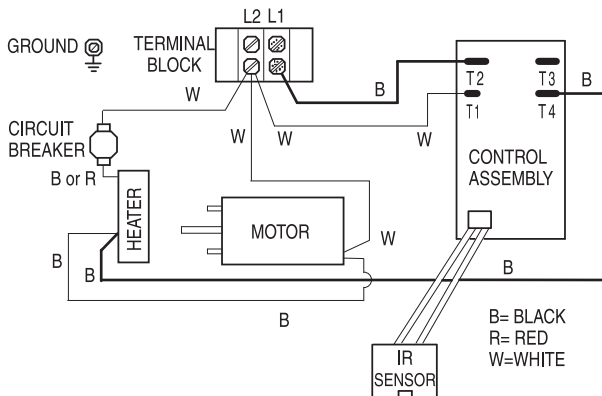 L2 L1
GROUND
TERMINAL
BLOCK
T2
T3
T1
T4
B
B
W
W
W
W
CIRCUIT
BREAKER
B or R
CONTROL
ASSEMBLY
HEATER
MOTOR
W
B
B
B
B
B= BLACK
R= RED
W=WHITE
IR
SENSOR